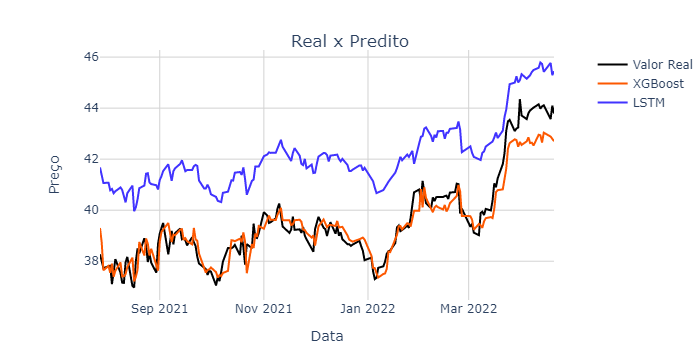 Real x Predito
46
44
42
40
38
Preço
Sep 2021
Nov 2021
Jan 2022
Mar 2022
Data
Valor Real
XGBoost
LSTM